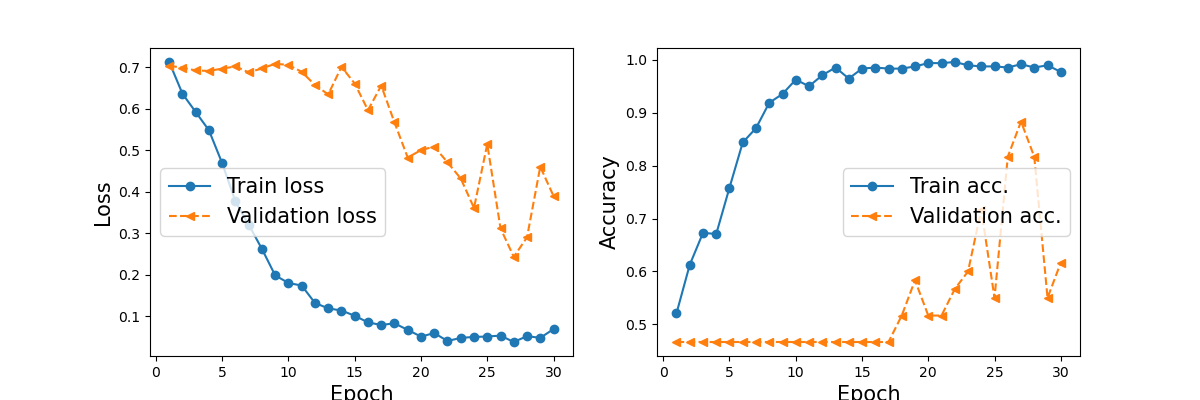 0.7
0.6
0.5
0.4
0.3
0.2
0.1
Loss
Train loss
Validation loss
0 5 10 15 20 25 30
Epoch
1.0
0.9
0.8
0.7
0.6
0.5
Accuracy
Train acc.
Validation acc.
0 5 10 15 20 25 30
Epoch